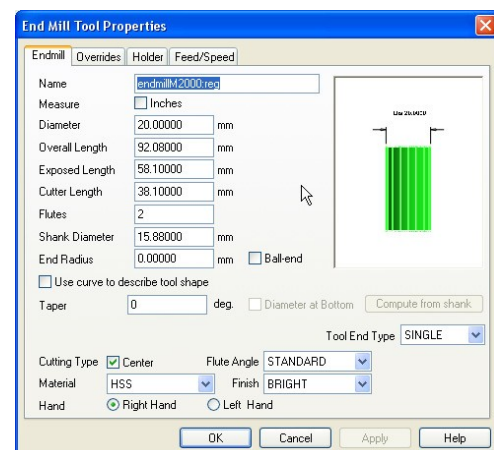 End Mill Tool Properties
Endmill Overrides Holder Feed/Speed
Name endmillM2000:reg
Measure Inches
Diameter 20.00000 mm
Overall Length 92.08000 mm
Exposed Length 58.10000 mm
Cutter Length 38.10000 mm
Flutes 2
Shank Diameter 15.88000 mm
End Radius 0.00000 mm Ball-end
Use curve to describe tool shape
Taper 0 deg. Diameter at Bottom Compute from shank
Tool End Type SINGLE
Cutting Type Center Flute Angle STANDARD
Material HSS Finish BRIGHT
Hand Right Hand Left Hand
OK Cancel Apply Help